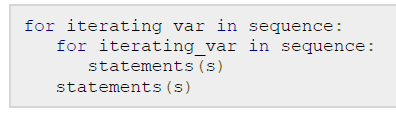 for iterating var in sequence:
for iterating_var in sequence:
statements(s)
statements(s)